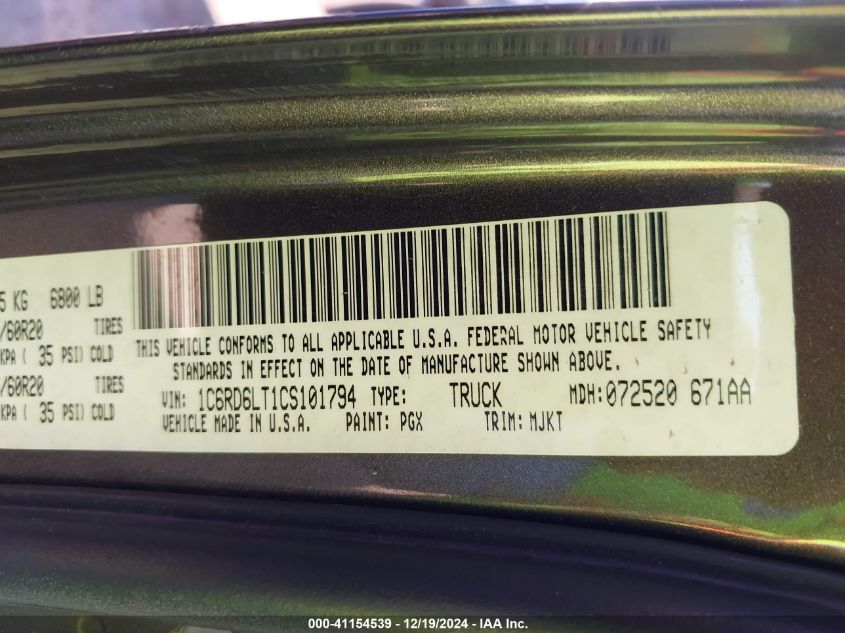 5 KG 6800 LB
/60R20 TIRES
KPA ( 35 PSI) COLD
/60R20 TIRES
KPA ( 35 PSI) COLD
THIS VEHICLE CONFORMS TO ALL APPLICABLE U.S.A. FEDERAL MOTOR VEHICLE SAFETY
STANDARDS IN EFFECT ON THE DATE OF MANUFACTURE SHOWN ABOVE.
VIN: 1C6RD6LT1CS101794 TYPE: TRUCK MDH: 072520 671AA
VEHICLE MADE IN U.S.A. PAINT: PGX TRIM: MJKT
000-41154539 - 12/19/2024 - IAA Inc.